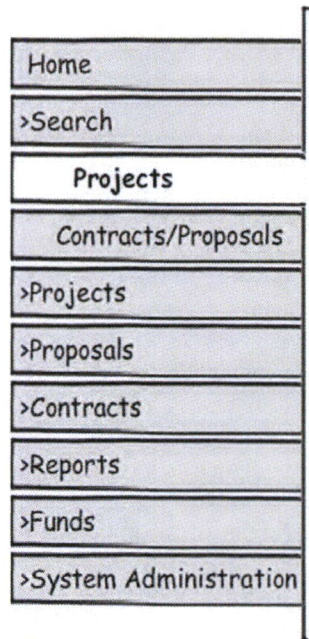 Home
>Search
Projects
Contracts/Proposals
>Projects
>Proposals
>Contracts
>Reports
>Funds
>System Administration